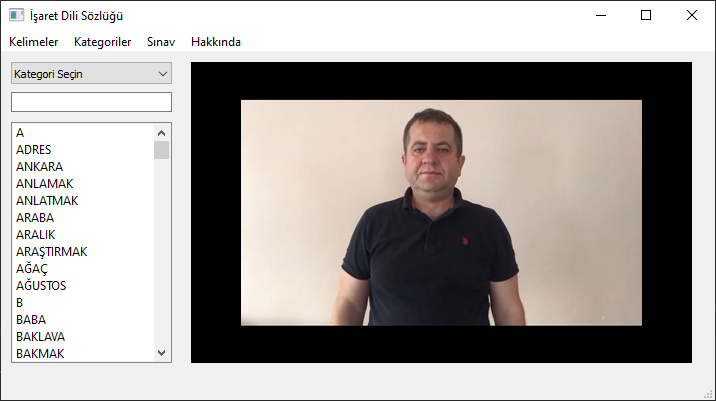 İşaret Dili Sözlüğü
Kelimeler Kategoriler Sınav Hakkında
Kategori Seçin
A
ADRES
ANKARA
ANLAMAK
ANLATMAK
ARABA
ARALIK
ARAŞTIRMAK
AĞAÇ
AĞUSTOS
B
BABA
BAKLAVA
BAKMAK